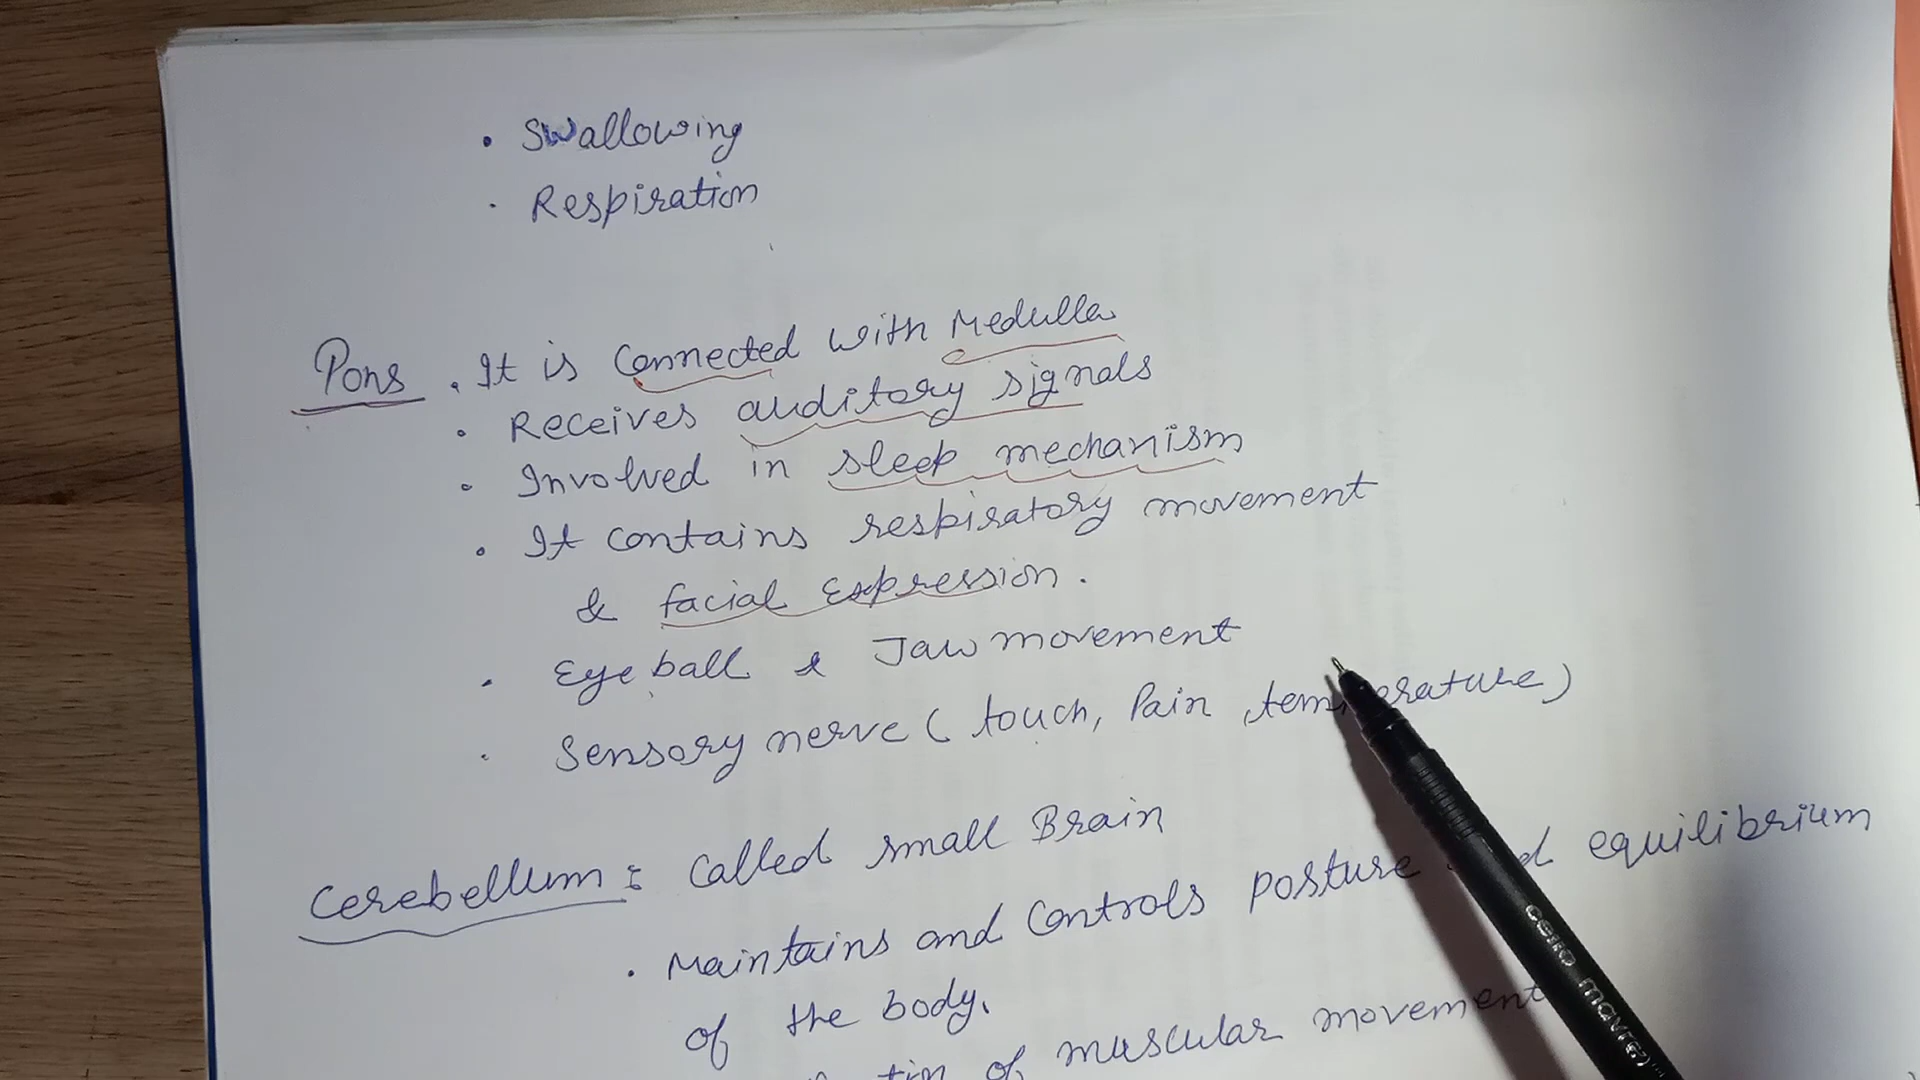 • Swallowing
• Respiration
Pons • It is Connected with Medulla
• Receives auditory signals
• Involved in sleep mechanism
• It contains respiratory movement
& facial Expression.
• Eye ball & Jaw movement
• Sensory nerve ( touch, Pain, temperature)
Cerebellum : Called small Brain
• Maintains and Controls posture and equilibrium
of the body.
of muscular movement
cello